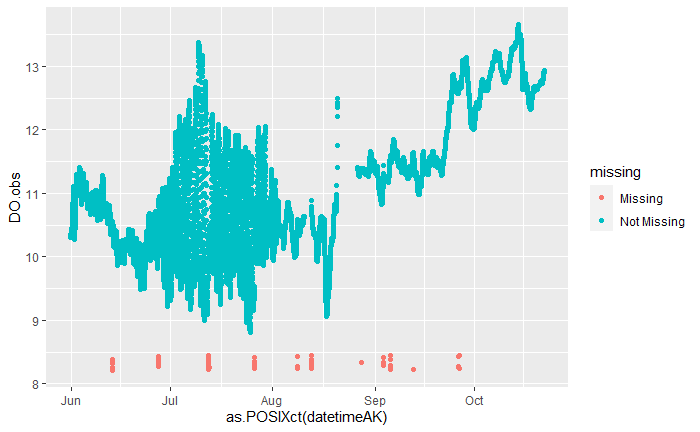 13
12
11
10
9
8
DO.obs
Jun
Jul
Aug
Sep
Oct
as.POSIXct(datetimeAK)
missing
Missing
Not Missing